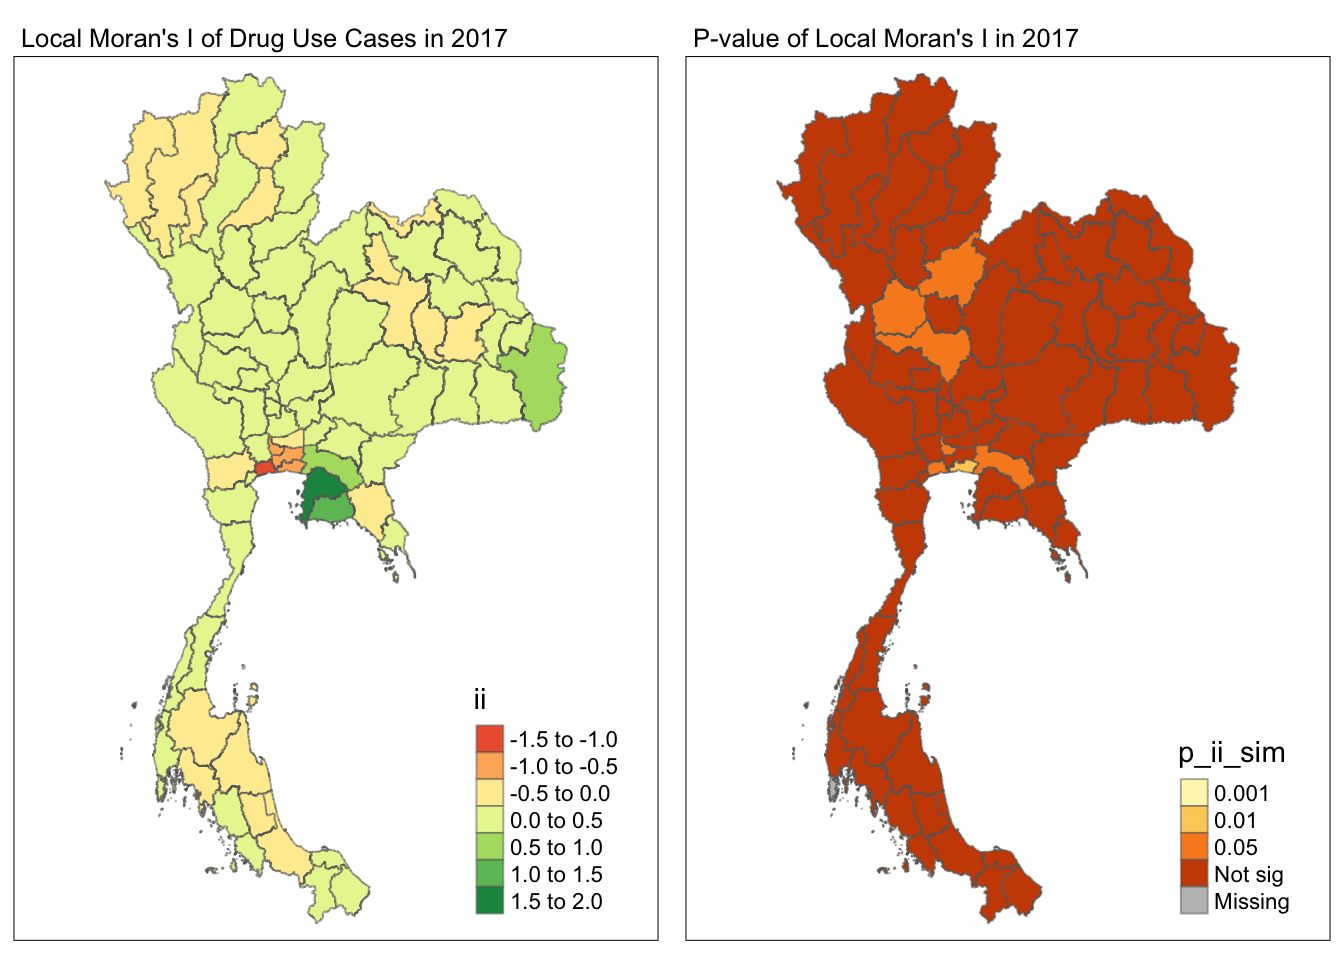 Local Moran's I of Drug Use Cases in 2017
P-value of Local Moran's I in 2017
ii
-1.5 to -1.0
-1.0 to -0.5
-0.5 to 0.0
0.0 to 0.5
0.5 to 1.0
1.0 to 1.5
1.5 to 2.0
p_ii_sim
0.001
0.01
0.05
Not sig
Missing